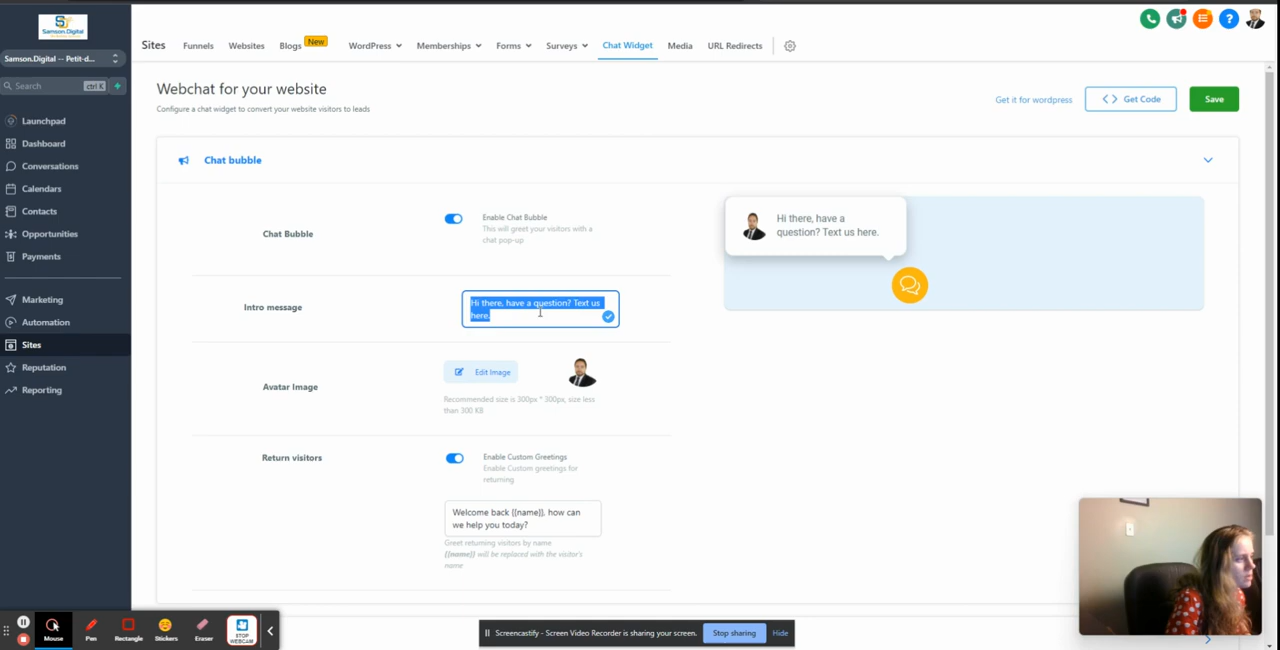 Samson.Digital
Samson.Digital -- Petit-d...
Search
ctrl K
Launchpad
Dashboard
Conversations
Calendars
Contacts
Opportunities
Payments
Marketing
Automation
Sites
Reputation
Reporting
Sites
Funnels
Websites
Blogs
New
WordPress
Memberships
Forms
Surveys
Chat Widget
Media
URL Redirects
Webchat for your website
Configure a chat widget to convert your website visitors to leads
Get it for wordpress
<> Get Code
Save
Chat bubble
Chat Bubble
Enable Chat Bubble
This will greet your visitors with a
chat pop-up
Intro message
Hi there, have a question? Text us
here.
Avatar Image
Edit Image
Recommended size is 300px * 300px, size less
than 300 KB
Return visitors
Enable Custom Greetings
Enable Custom greetings for
returning
Welcome back {{name}}, how can
we help you today?
Greet returning visitors by name
{{name}} will be replaced with the visitor's
name
Hi there, have a
question? Text us here.
Mouse
Pen
Rectangle
Stickers
Eraser
STOP
WEBCAM
Screencastify - Screen Video Recorder is sharing your screen.
Stop sharing
Hide